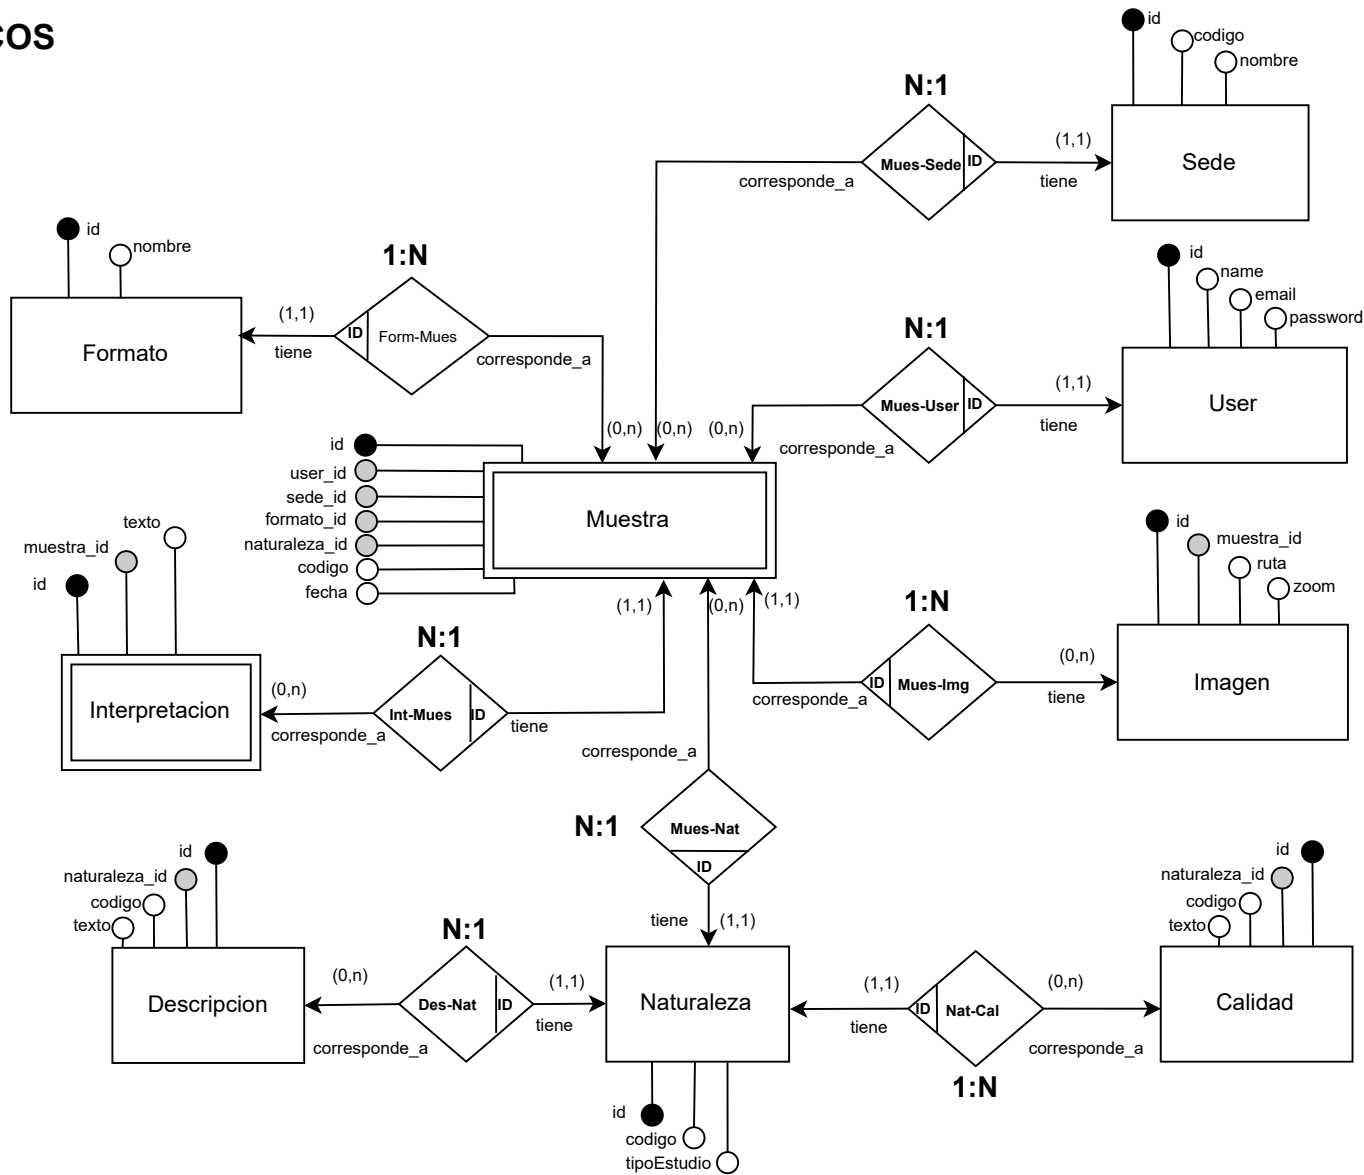 COS
id
codigo
nombre
N:1
Mues-Sede
ID
(1,1)
tiene
corresponde_a
Sede
id
nombre
1:N
Formato
(1,1)
tiene
ID
Form-Mues
corresponde_a
(0,n)
(0,n)
(0,n)
id
name
email
password
N:1
Mues-User
ID
(1,1)
tiene
corresponde_a
User
id
user_id
sede_id
formato_id
naturaleza_id
codigo
fecha
Muestra
texto
muestra_id
id
Interpretacion
(0,n)
corresponde_a
N:1
Int-Mues
ID
tiene
(1,1)
(0,n)
(1,1)
id
muestra_id
ruta
zoom
1:N
ID
Mues-Img
corresponde_a
(0,n)
tiene
Imagen
corresponde_a
N:1
Mues-Nat
ID
tiene
(1,1)
id
naturaleza_id
codigo
texto
Descripcion
(0,n)
corresponde_a
N:1
Des-Nat
ID
(1,1)
tiene
Naturaleza
id
codigo
tipoEstudio
(1,1)
tiene
ID
Nat-Cal
1:N
(0,n)
corresponde_a
id
naturaleza_id
codigo
texto
Calidad